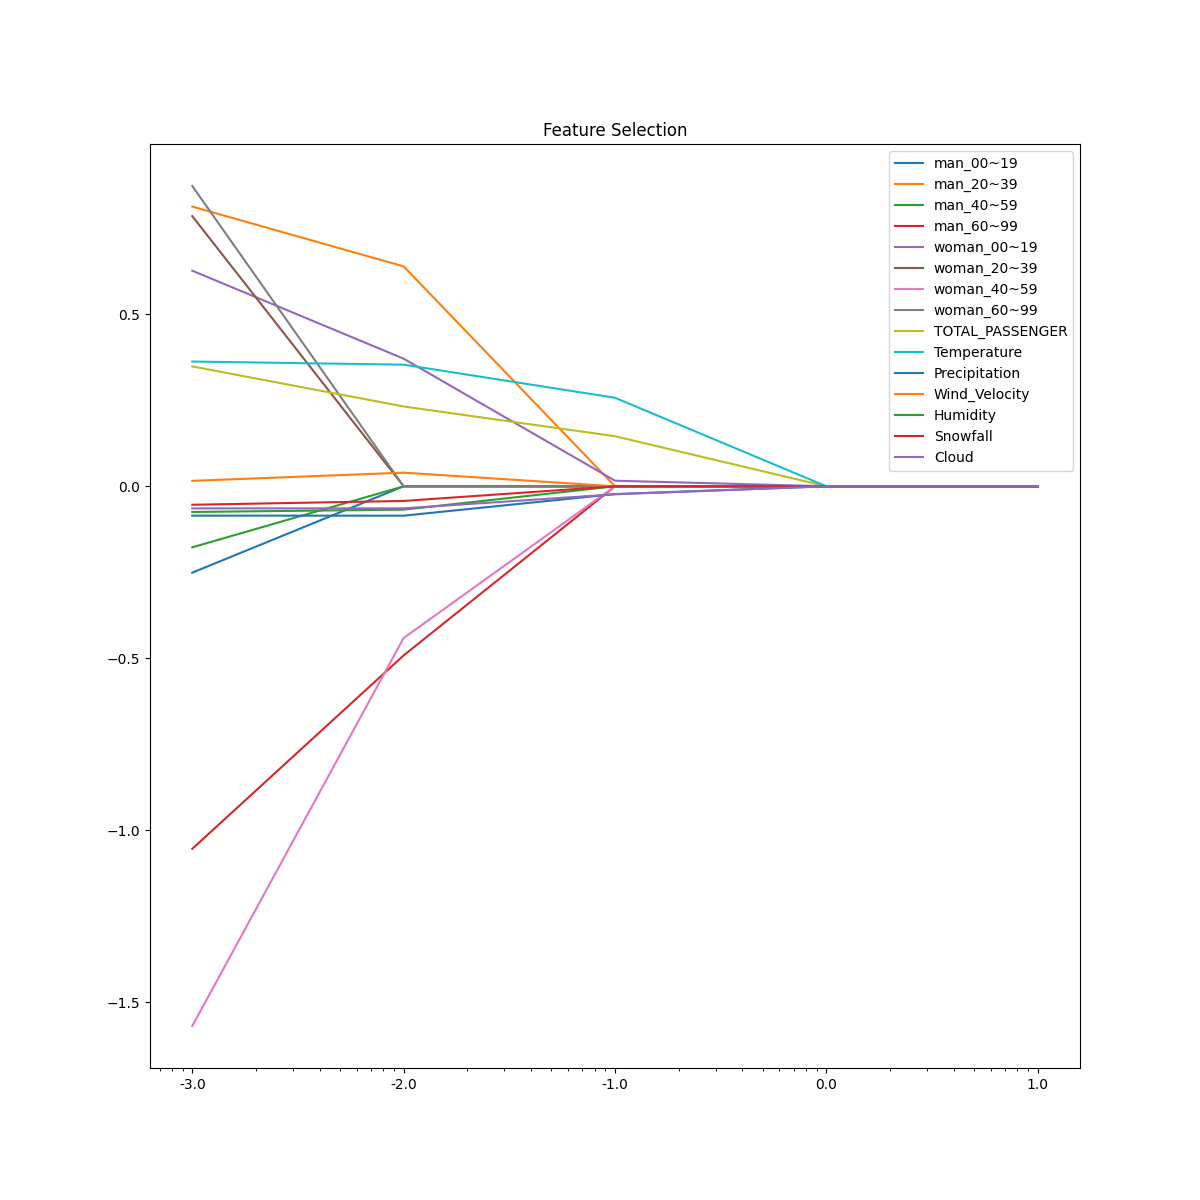 Feature Selection
man_00~19
man_20~39
man_40~59
man_60~99
woman_00~19
woman_20~39
woman_40~59
woman_60~99
TOTAL_PASSENGER
Temperature
Precipitation
Wind_Velocity
Humidity
Snowfall
Cloud
0.5
0.0
−0.5
−1.0
−1.5
-3.0 -2.0 -1.0 0.0 1.0